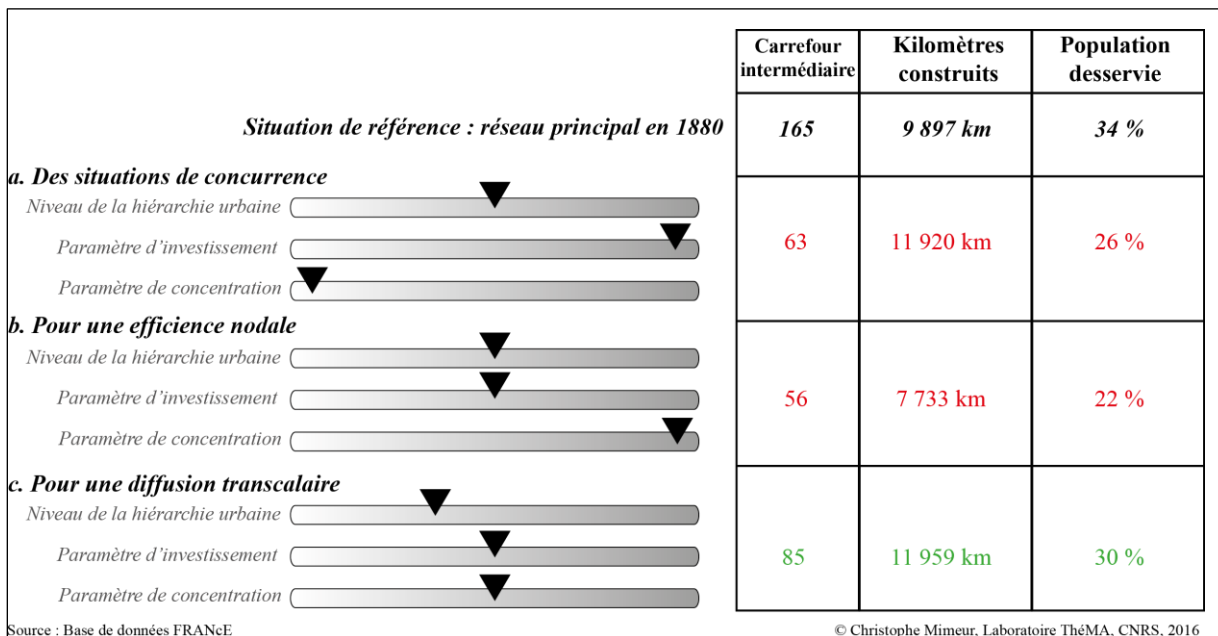 Carrefour intermédiaire
Kilomètres construits
Population desservie
Situation de référence : réseau principal en 1880
165
9 897 km
34 %
a. Des situations de concurrence
Niveau de la hiérarchie urbaine
Paramètre d'investissement
Paramètre de concentration
63
11 920 km
26 %
b. Pour une efficience nodale
Niveau de la hiérarchie urbaine
Paramètre d'investissement
Paramètre de concentration
56
7 733 km
22 %
c. Pour une diffusion transcalaire
Niveau de la hiérarchie urbaine
Paramètre d'investissement
Paramètre de concentration
85
11 959 km
30 %
Source : Base de données FRANcE
© Christophe Mimeur, Laboratoire ThéMA, CNRS, 2016